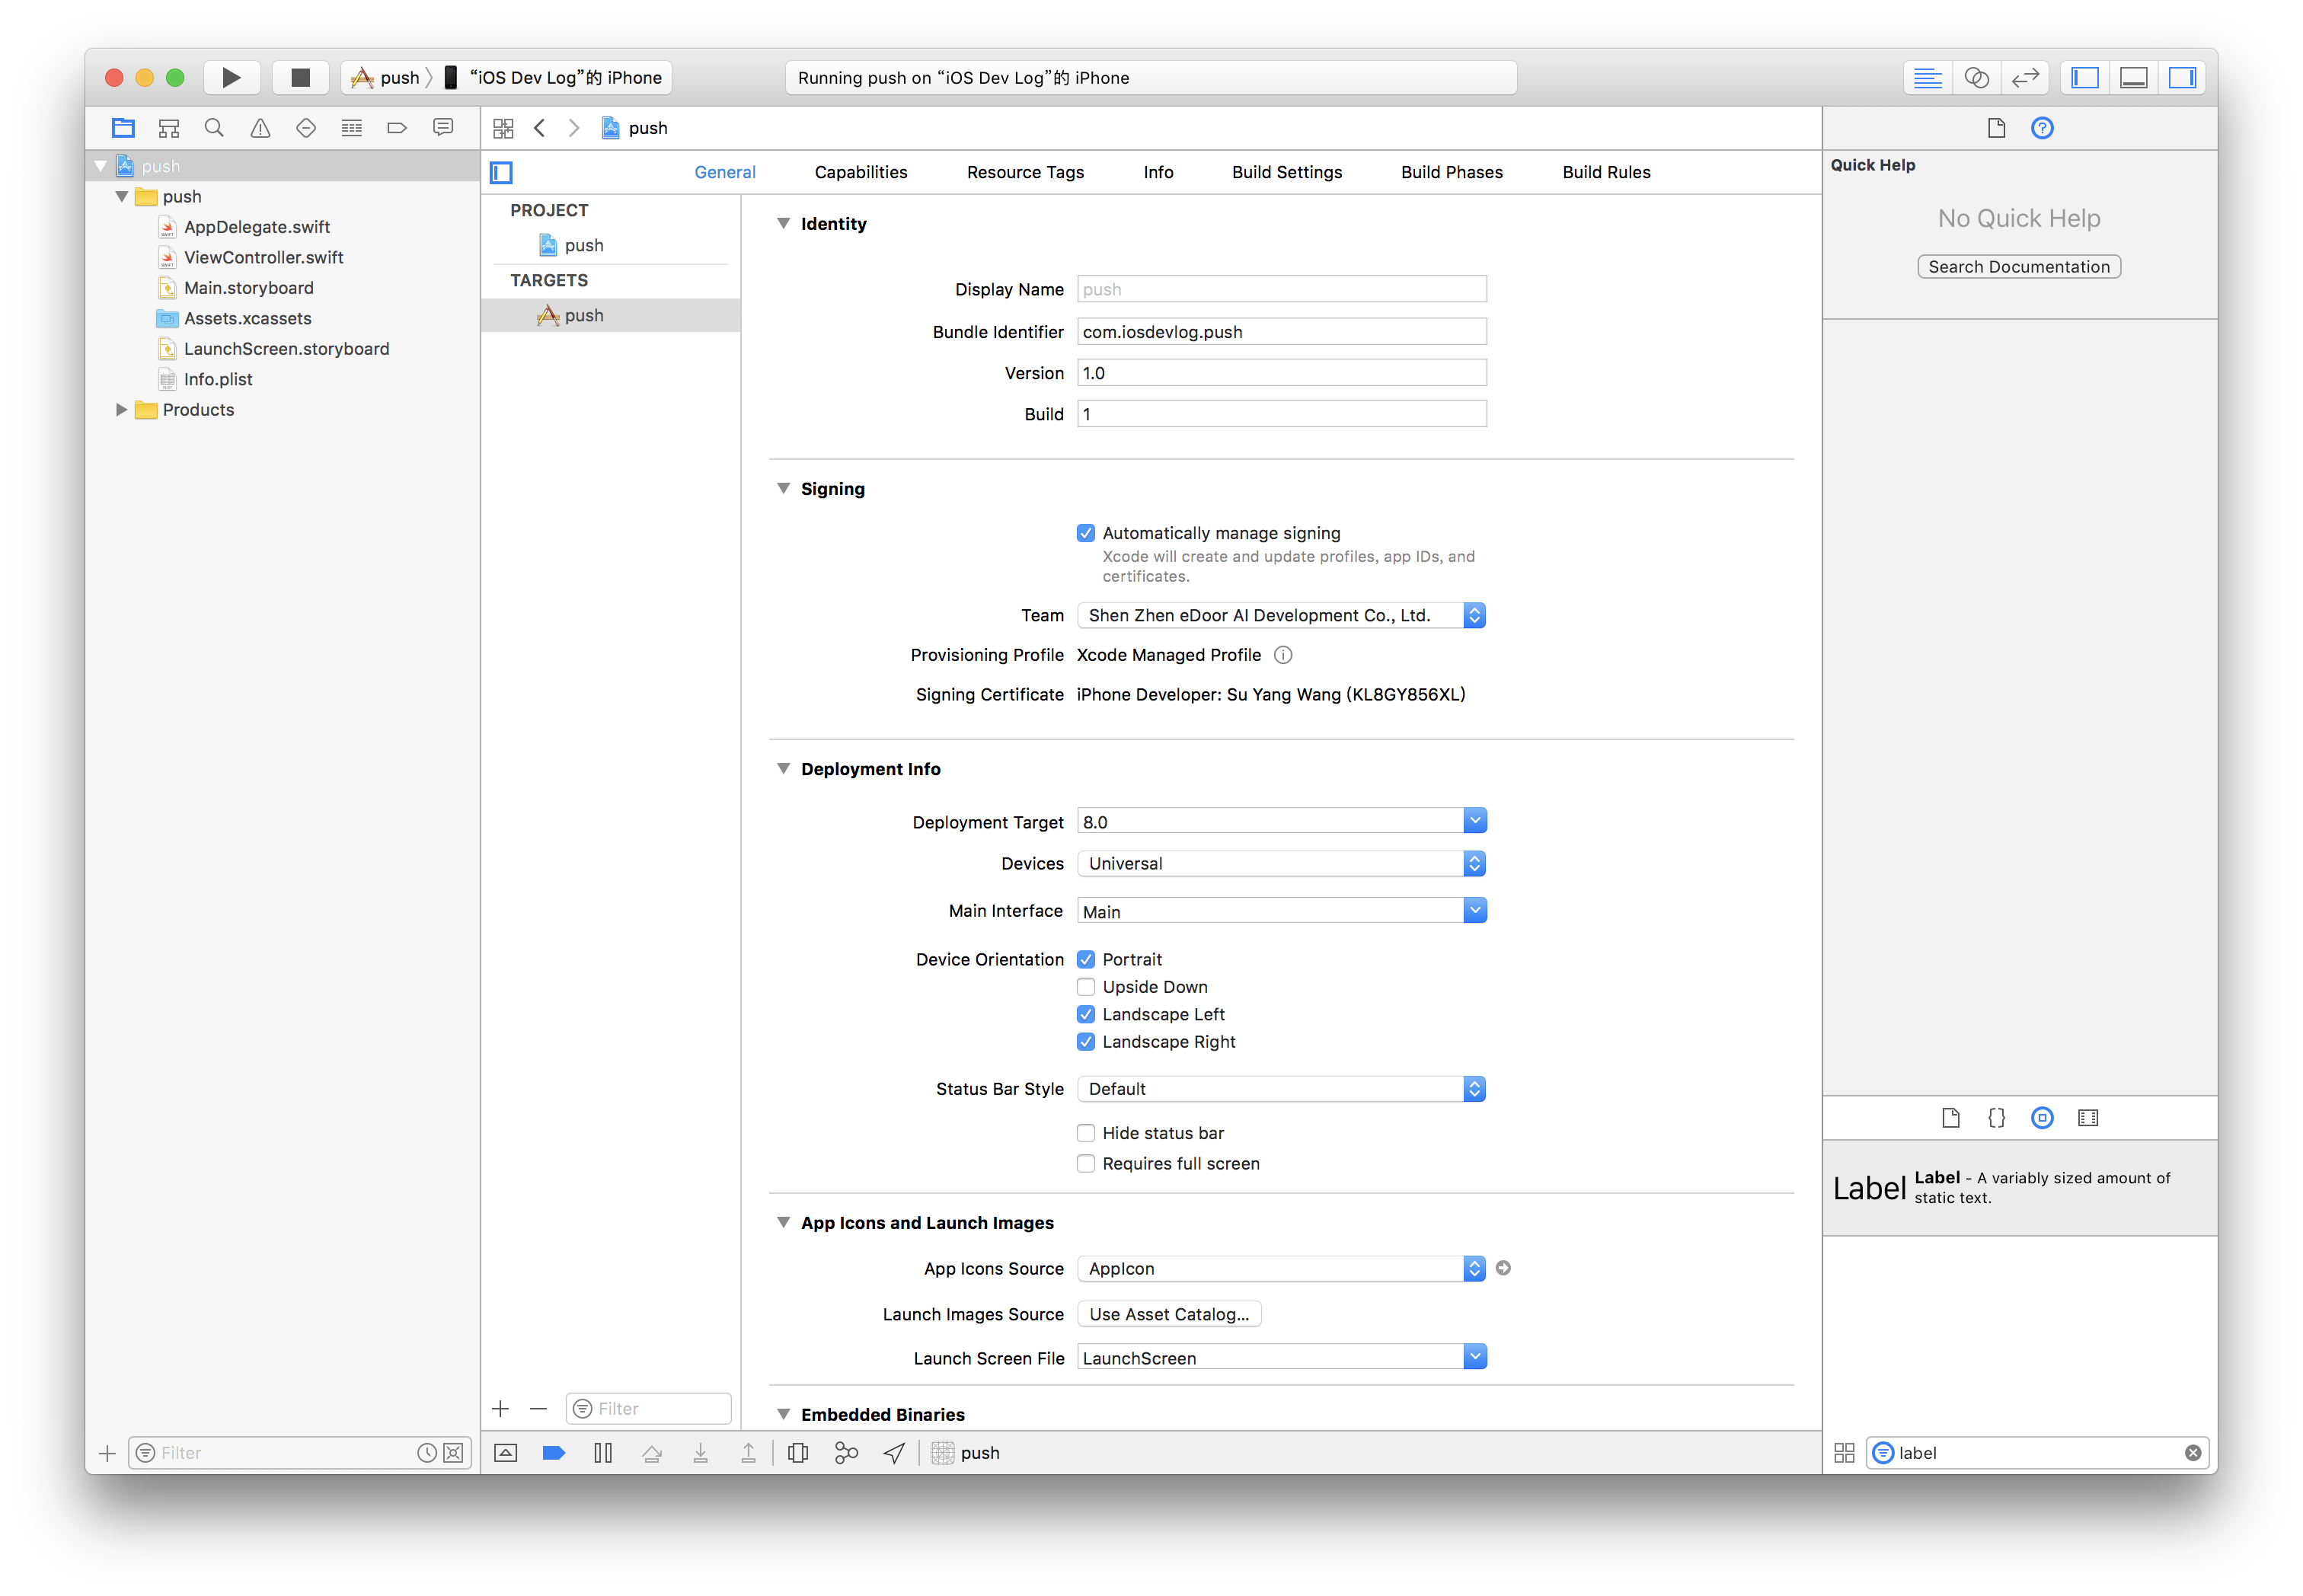 push 〉 “iOS Dev Log”的 iPhone
Running push on “iOS Dev Log”的 iPhone
push
push
AppDelegate.swift
ViewController.swift
Main.storyboard
Assets.xcassets
LaunchScreen.storyboard
Info.plist
Products
Filter
push
General Capabilities Resource Tags Info Build Settings Build Phases Build Rules
PROJECT
push
TARGETS
push
Filter
Identity
Display Name push
Bundle Identifier com.iosdevlog.push
Version 1.0
Build 1
Signing
Automatically manage signing
Xcode will create and update profiles, app IDs, and
certificates.
Team Shen Zhen eDoor AI Development Co., Ltd.
Provisioning Profile Xcode Managed Profile
Signing Certificate iPhone Developer: Su Yang Wang (KL8GY856XL)
Deployment Info
Deployment Target 8.0
Devices Universal
Main Interface Main
Device Orientation Portrait
Upside Down
Landscape Left
Landscape Right
Status Bar Style Default
Hide status bar
Requires full screen
App Icons and Launch Images
App Icons Source AppIcon
Launch Images Source Use Asset Catalog...
Launch Screen File LaunchScreen
Embedded Binaries
push
Quick Help
No Quick Help
Search Documentation
{}
Label
Label - A variably sized amount of
static text.
label